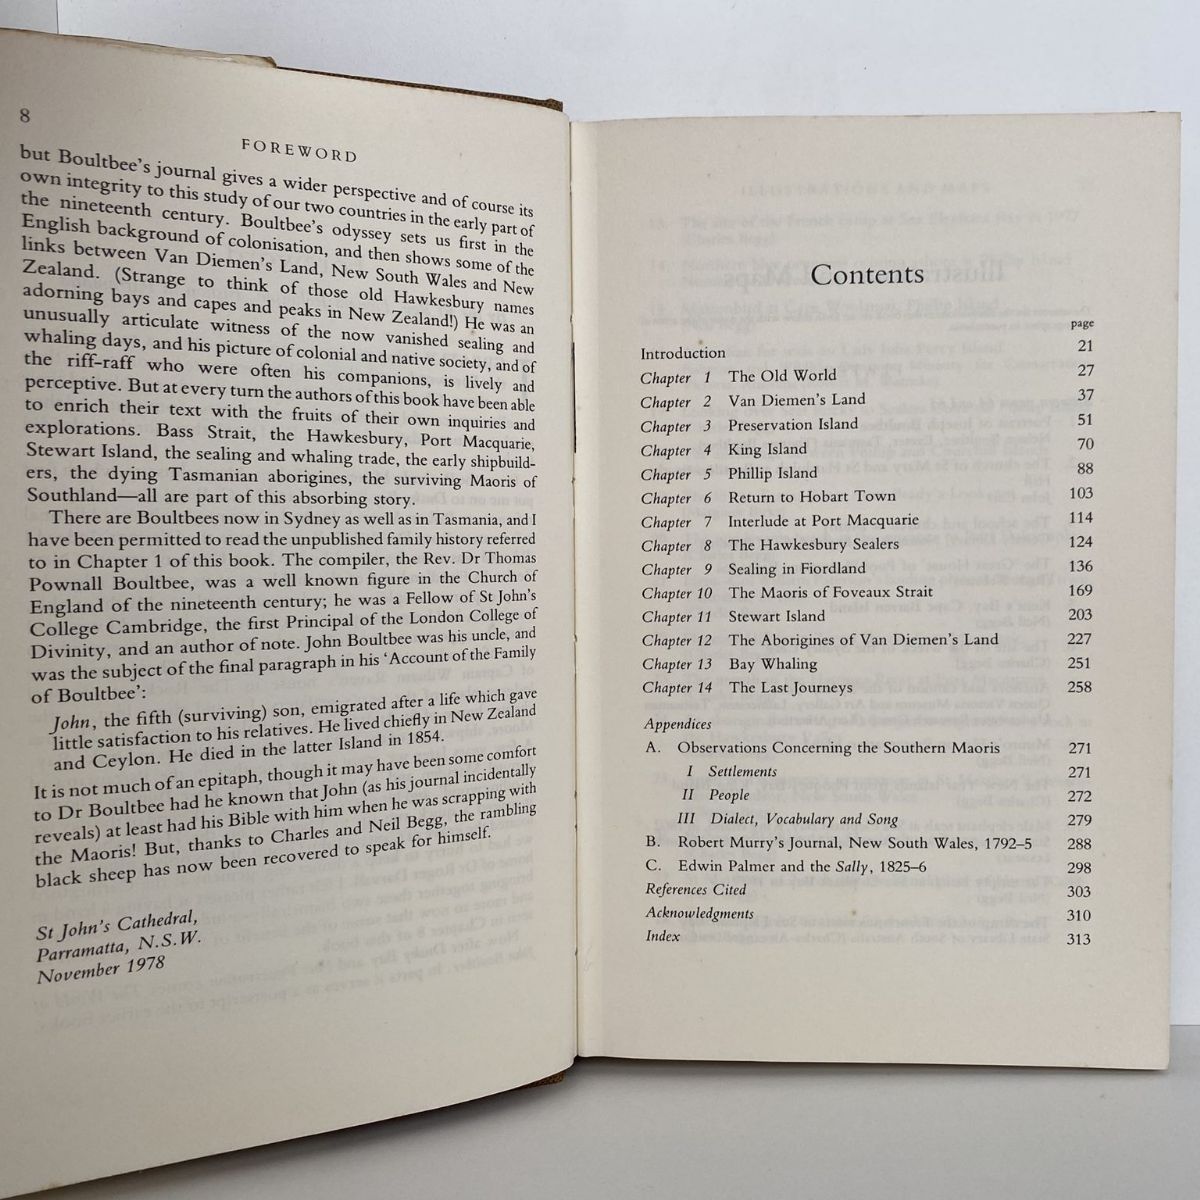 8
FOREWORD
but Boultbee's journal gives a wider perspective and of course its
own integrity to this study of our two countries in the early part of
the nineteenth century. Boultbee's odyssey sets us first in the
English background of colonisation, and then shows some of the
links between Van Diemen's Land, New South Wales and New
Zealand. (Strange to think of those old Hawkesbury names
adorning bays and capes and peaks in New Zealand!) He was an
unusually articulate witness of the now vanished sealing and
whaling days, and his picture of colonial and native society, and of
the riff-raff who were often his companions, is lively and
perceptive. But at every turn the authors of this book have been able
to enrich their text with the fruits of their own inquiries and
explorations. Bass Strait, the Hawkesbury, Port Macquarie,
Stewart Island, the sealing and whaling trade, the early shipbuild-
ers, the dying Tasmanian aborigines, the surviving Maoris of
Southland—all are part of this absorbing story.
There are Boultbees now in Sydney as well as in Tasmania, and I
have been permitted to read the unpublished family history referred
to in Chapter 1 of this book. The compiler, the Rev. Dr Thomas
Pownall Boultbee, was a well known figure in the Church of
England of the nineteenth century; he was a Fellow of St John's
College Cambridge, the first Principal of the London College of
Divinity, and an author of note. John Boultbee was his uncle, and
was the subject of the final paragraph in his 'Account of the Family
of Boultbee':
John, the fifth (surviving) son, emigrated after a life which gave
little satisfaction to his relatives. He lived chiefly in New Zealand
and Ceylon. He died in the latter Island in 1854.
It is not much of an epitaph, though it may have been some comfort
to Dr Boultbee had he known that John (as his journal incidentally
reveals) at least had his Bible with him when he was scrapping with
the Maoris! But, thanks to Charles and Neil Begg, the rambling
black sheep has now been recovered to speak for himself.
St John's Cathedral,
Parramatta, N.S.W.
November 1978
Contents
page
Introduction 21
Chapter 1 The Old World 27
Chapter 2 Van Diemen's Land 37
Chapter 3 Preservation Island 51
Chapter 4 King Island 70
Chapter 5 Phillip Island 88
Chapter 6 Return to Hobart Town 103
Chapter 7 Interlude at Port Macquarie 114
Chapter 8 The Hawkesbury Sealers 124
Chapter 9 Sealing in Fiordland 136
Chapter 10 The Maoris of Foveaux Strait 169
Chapter 11 Stewart Island 203
Chapter 12 The Aborigines of Van Diemen's Land 227
Chapter 13 Bay Whaling 251
Chapter 14 The Last Journeys 258
Appendices
A. Observations Concerning the Southern Maoris 271
I Settlements 271
II People 272
III Dialect, Vocabulary and Song 279
B. Robert Murry's Journal, New South Wales, 1792–5 288
C. Edwin Palmer and the Sally, 1825–6 298
References Cited 303
Acknowledgments 310
Index 313